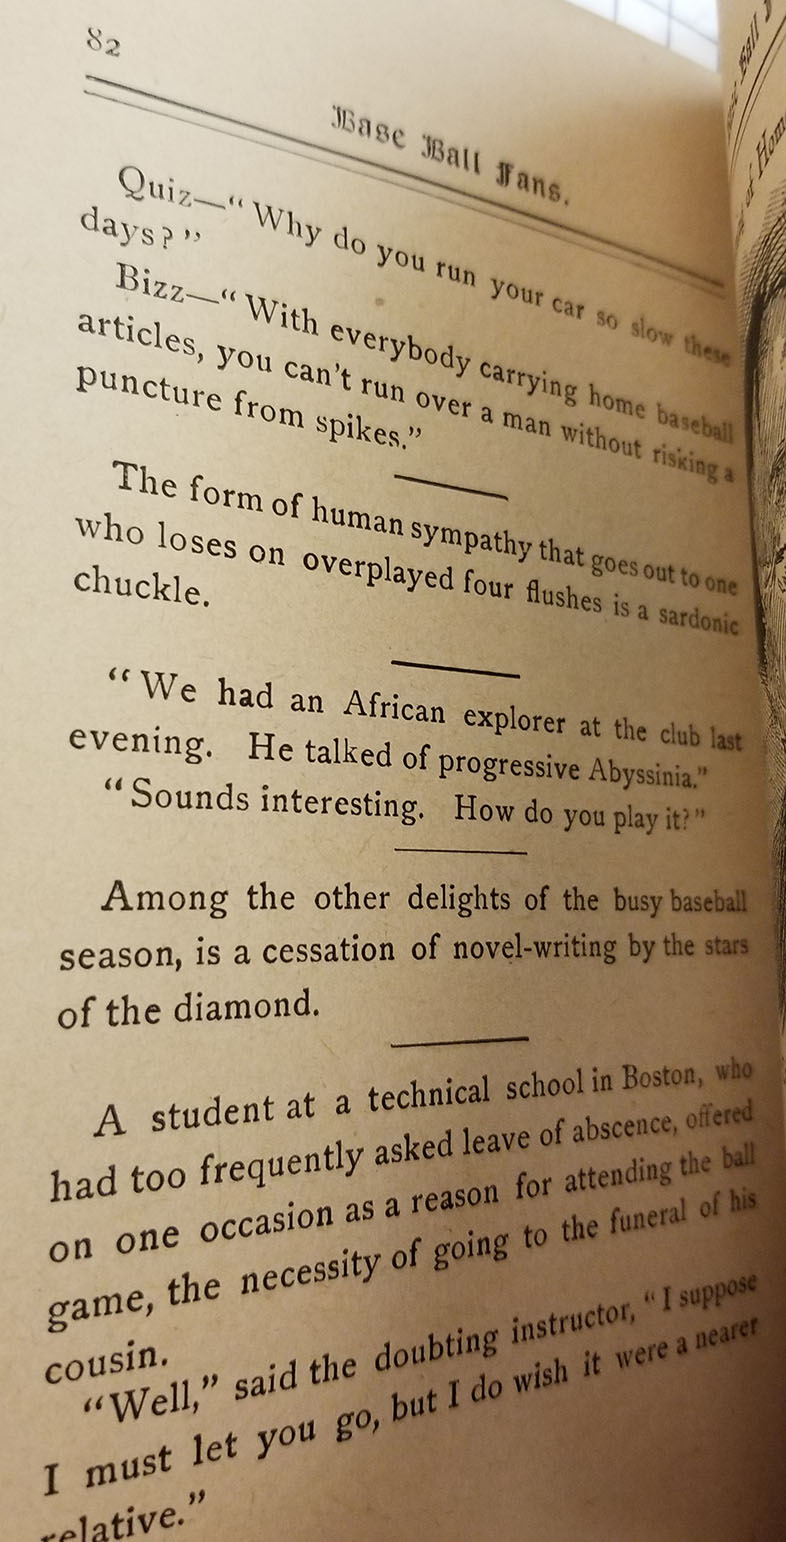 82
Base Ball Fans.
Quiz—“Why do you run your car so slow these
days?”
Bizz—“With everybody carrying home baseball
articles, you can’t run over a man without risking a
puncture from spikes.”
The form of human sympathy that goes out to one
who loses on overplayed four flushes is a sardonic
chuckle.
“We had an African explorer at the club last
evening. He talked of progressive Abyssinia.”
“Sounds interesting. How do you play it?”
Among the other delights of the busy baseball
season, is a cessation of novel-writing by the stars
of the diamond.
A student at a technical school in Boston, who
had too frequently asked leave of abscence, offered
on one occasion as a reason for attending the ball
game, the necessity of going to the funeral of his
cousin.
“Well,” said the doubting instructor, “I suppose
I must let you go, but I do wish it were a nearer
relative.”
Ball
of Hom